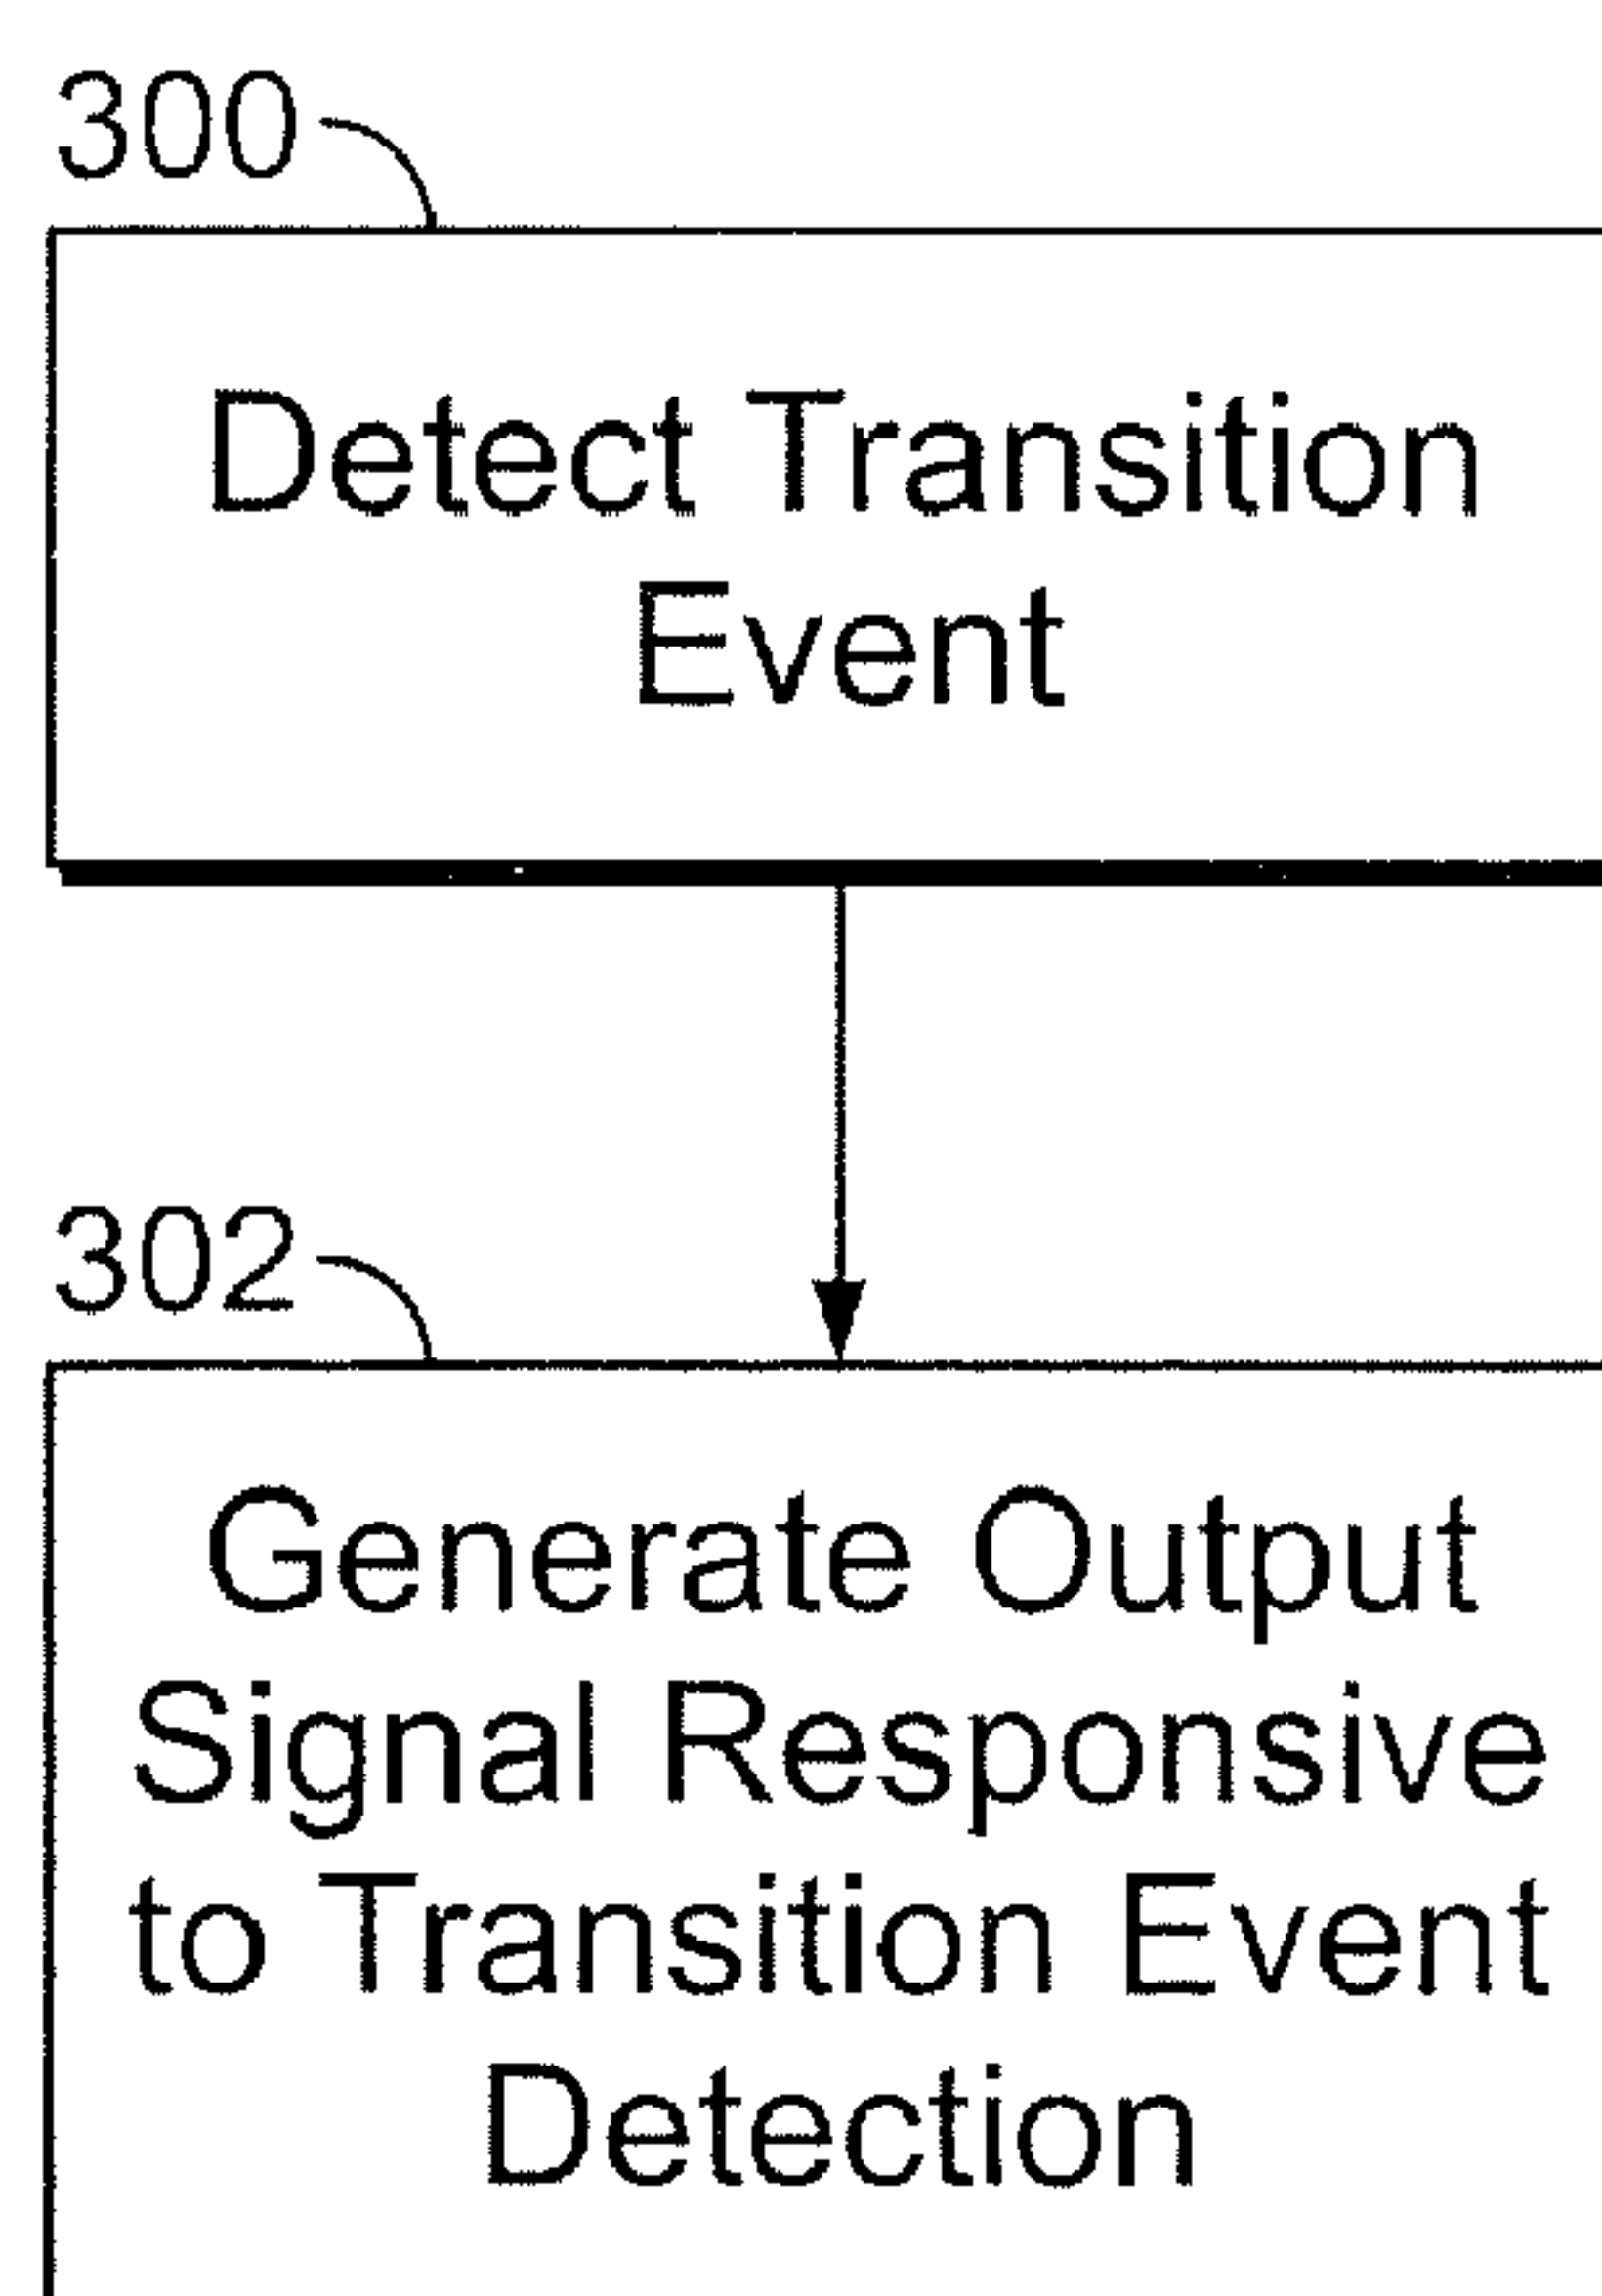 300
Detect Transition
Event
302
Generate Output
Signal Responsive
to Transition Event
Detection